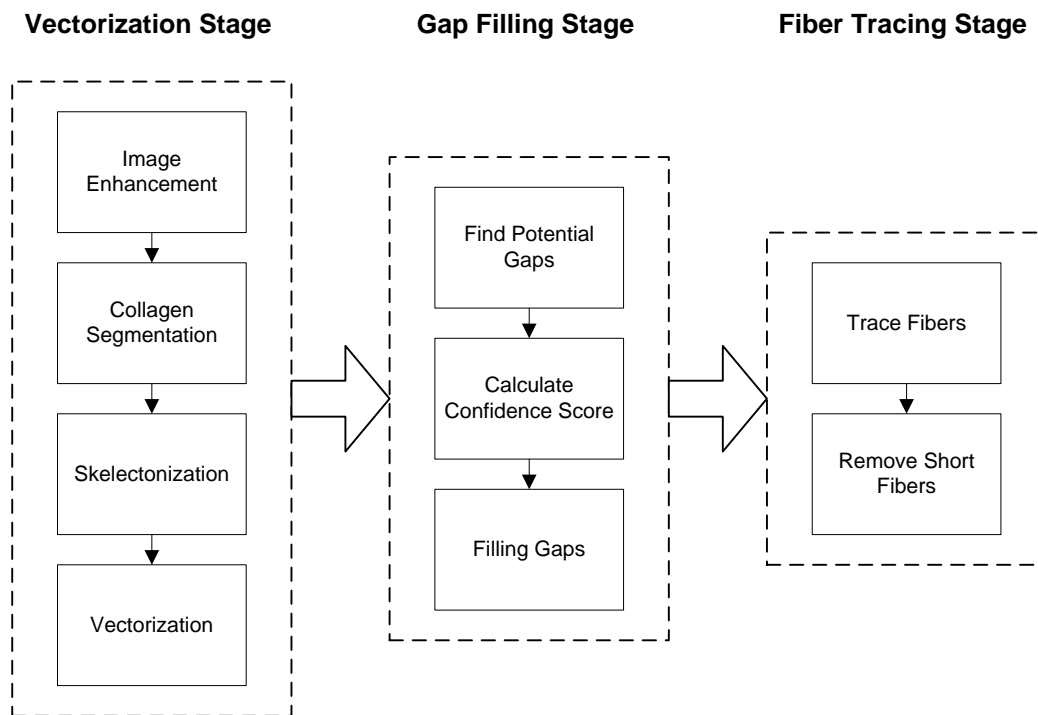 Vectorization Stage
Gap Filling Stage
Fiber Tracing Stage
Image
Enhancement
Collagen
Segmentation
Skelectonization
Vectorization
Find Potential
Gaps
Calculate
Confidence Score
Filling Gaps
Trace Fibers
Remove Short
Fibers